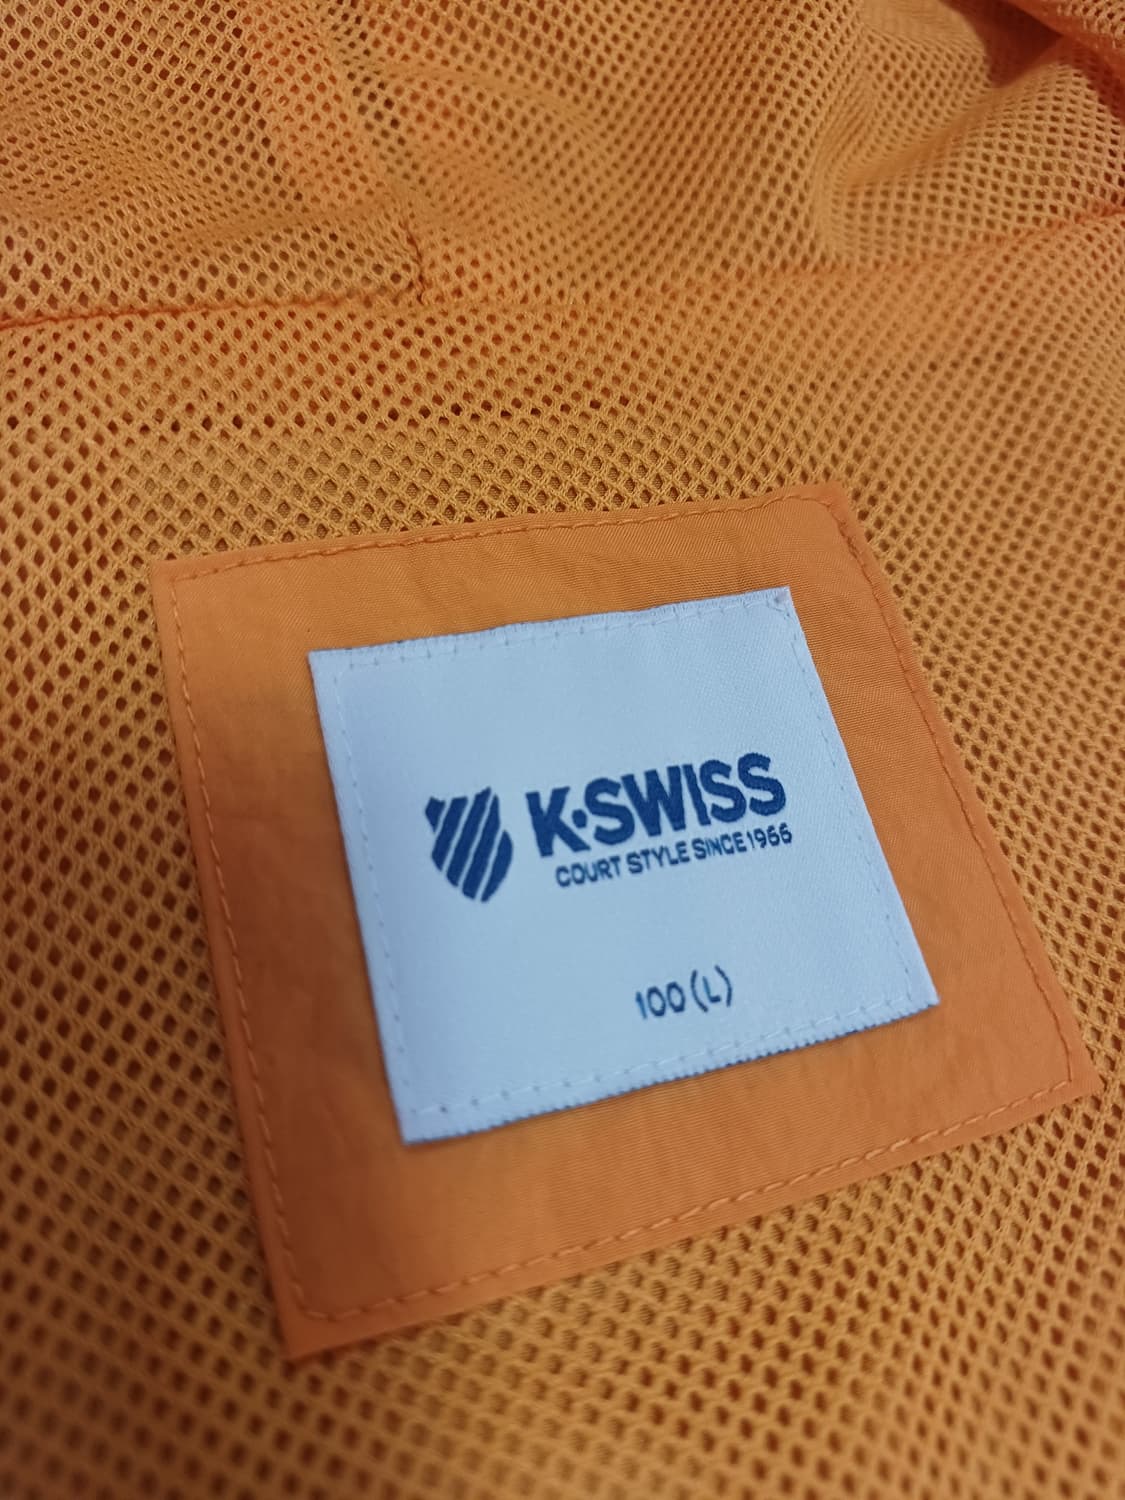 K·SWISS
COURT STYLE SINCE 1966
100 (L)